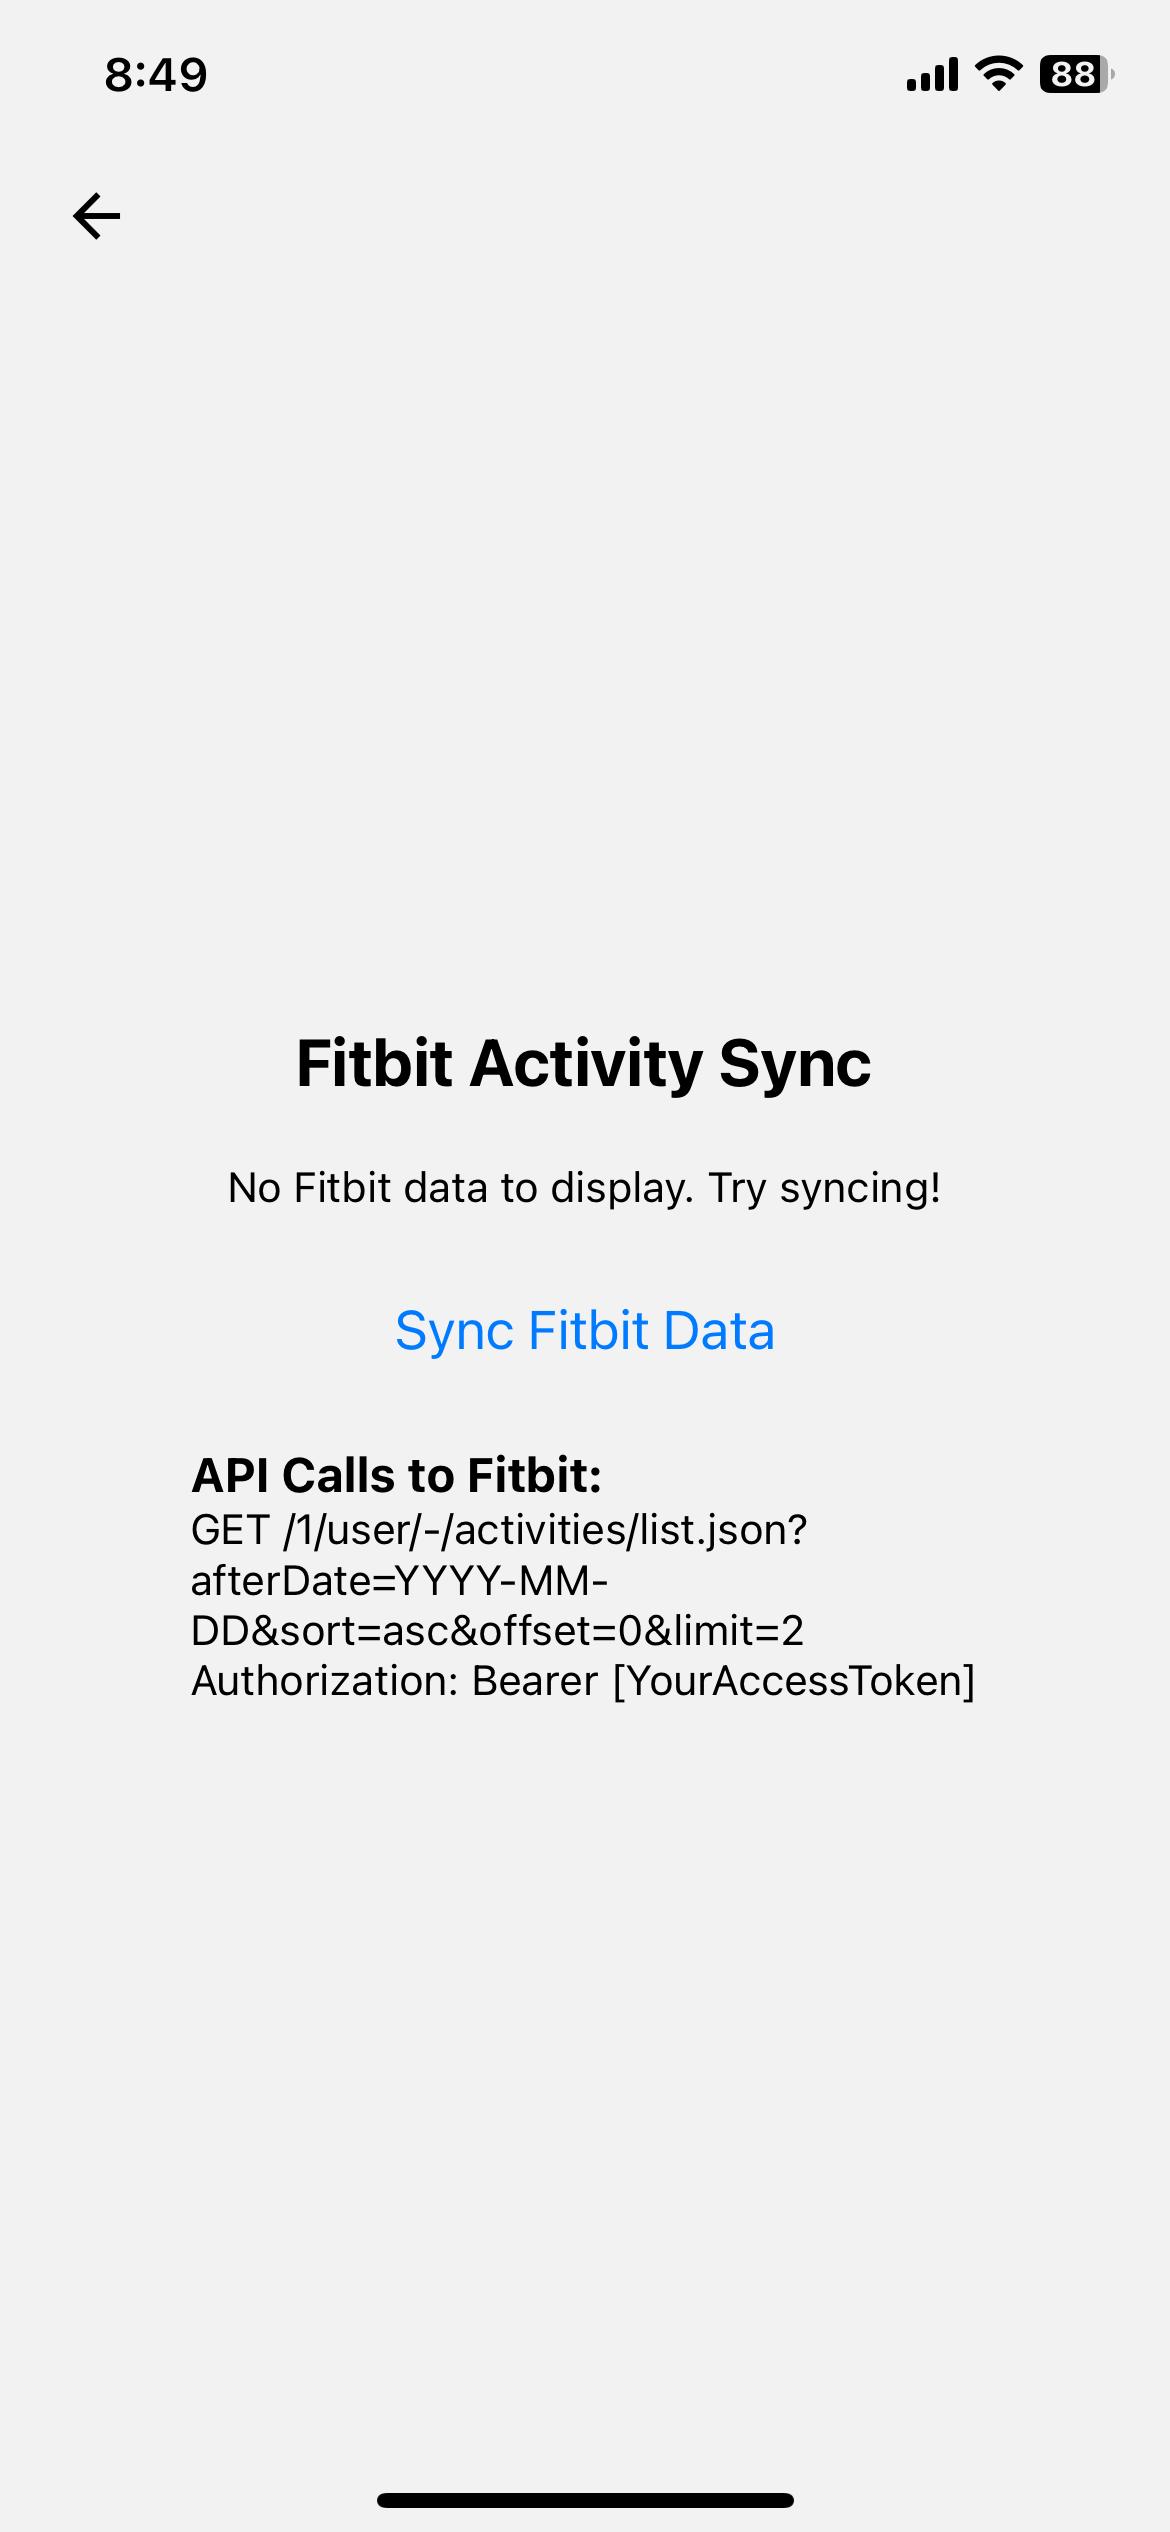 8:49
88
Fitbit Activity Sync
No Fitbit data to display. Try syncing!
Sync Fitbit Data
API Calls to Fitbit:
GET /1/user/-/activities/list.json?
afterDate=YYYY-MM-
DD&sort=asc&offset=0&limit=2
Authorization: Bearer [YourAccessToken]